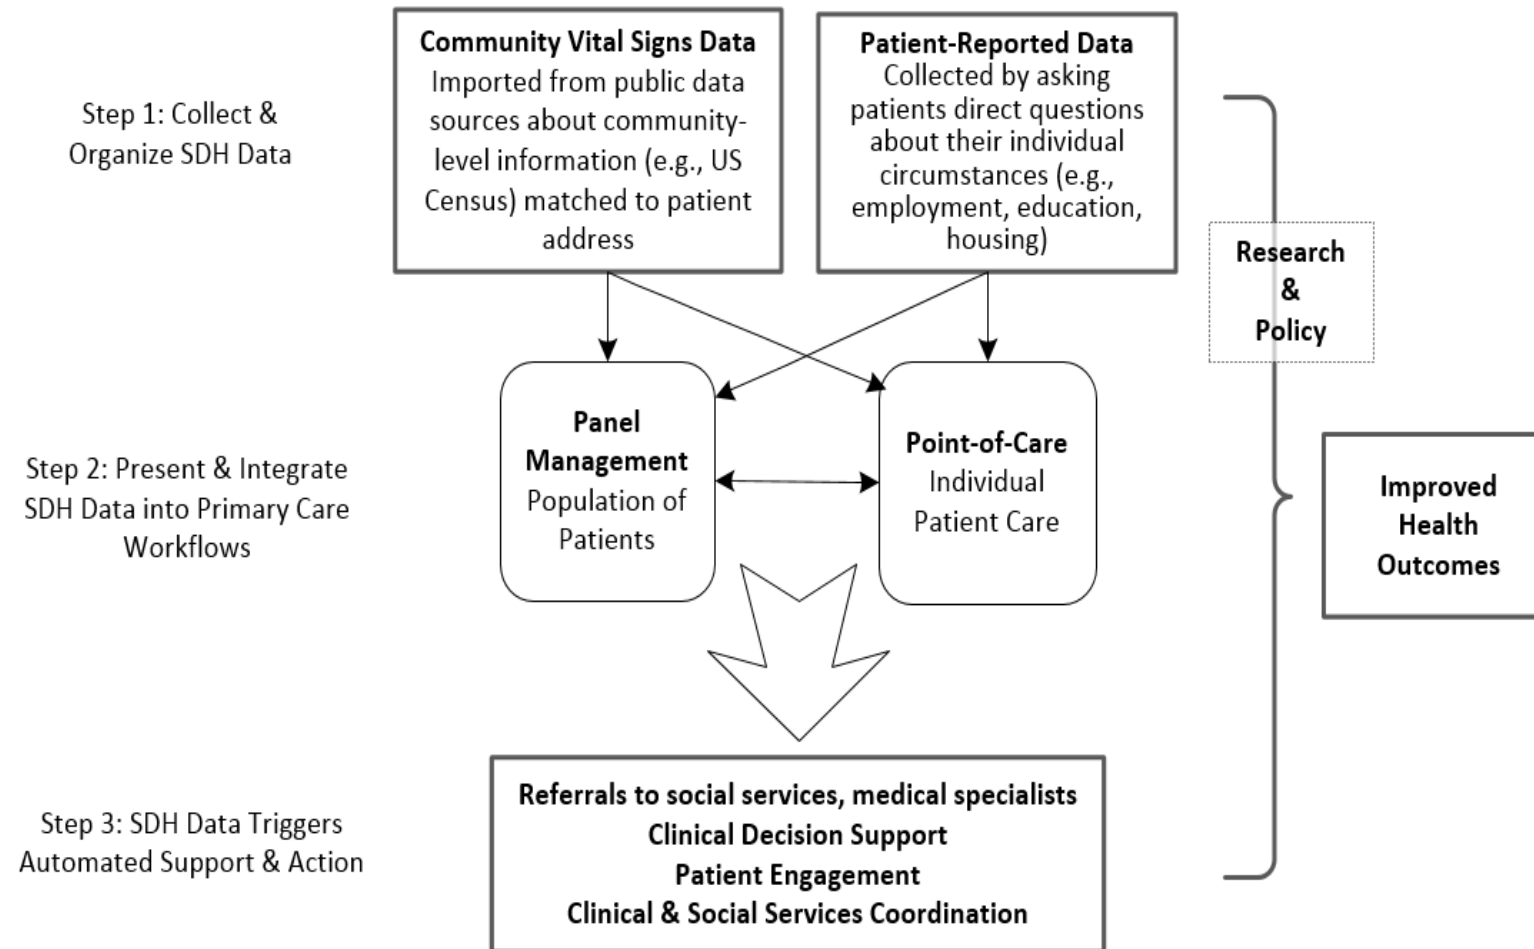 Step 1: Collect &
Organize SDH Data
Community Vital Signs Data
Imported from public data
sources about community-
level information (e.g., US
Census) matched to patient
address
Patient-Reported Data
Collected by asking
patients direct questions
about their individual
circumstances (e.g.,
employment, education,
housing)
Research
&
Policy
Step 2: Present & Integrate
SDH Data into Primary Care
Workflows
Panel
Management
Population of
Patients
Point-of-Care
Individual
Patient Care
Improved
Health
Outcomes
Step 3: SDH Data Triggers
Automated Support & Action
Referrals to social services, medical specialists
Clinical Decision Support
Patient Engagement
Clinical & Social Services Coordination